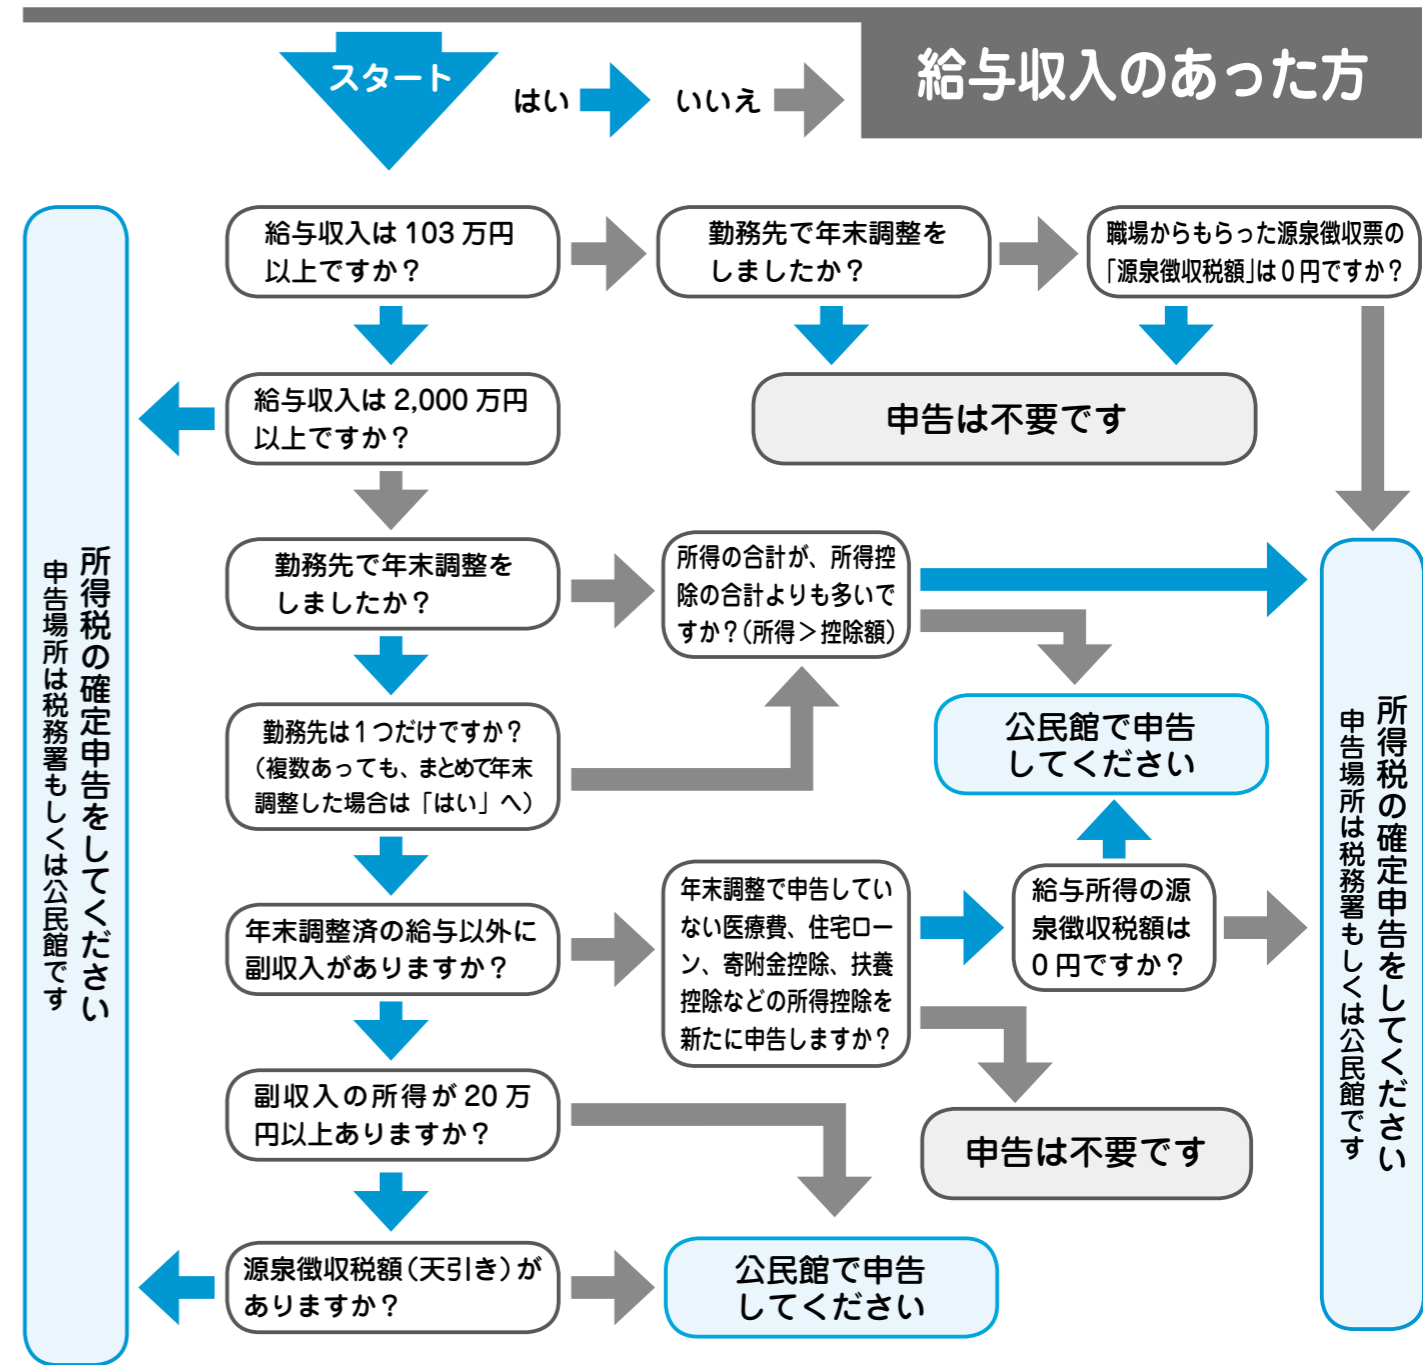 スタート
はい
いいえ
給与収入のあった方
給与収入は 103 万円
以上ですか？
勤務先で年末調整を
しましたか？
職場からもらった源泉徴収票の
「源泉徴収税額」は０円ですか？
給与収入は 2,000 万円
以上ですか？
申告は不要です
勤務先で年末調整を
しましたか？
所得の合計が、所得控
除の合計よりも多いで
すか？（所得＞控除額）
勤務先は１つだけですか？
（複数あっても、まとめて年末
調整した場合は「はい」へ）
公民館で申告
してください
年末調整済の給与以外に
副収入がありますか？
年末調整で申告してい
ない医療費、住宅ロー
ン、寄附金控除、扶養
控除などの所得控除を
新たに申告しますか？
給与所得の源
泉徴収税額は
０円ですか？
副収入の所得が 20 万
円以上ありますか？
申告は不要です
源泉徴収税額（天引き）が
ありますか？
公民館で申告
してください
所得税の確定申告をしてください
申告場所は税務署もしくは公民館です
所得税の確定申告をしてください
申告場所は税務署もしくは公民館です